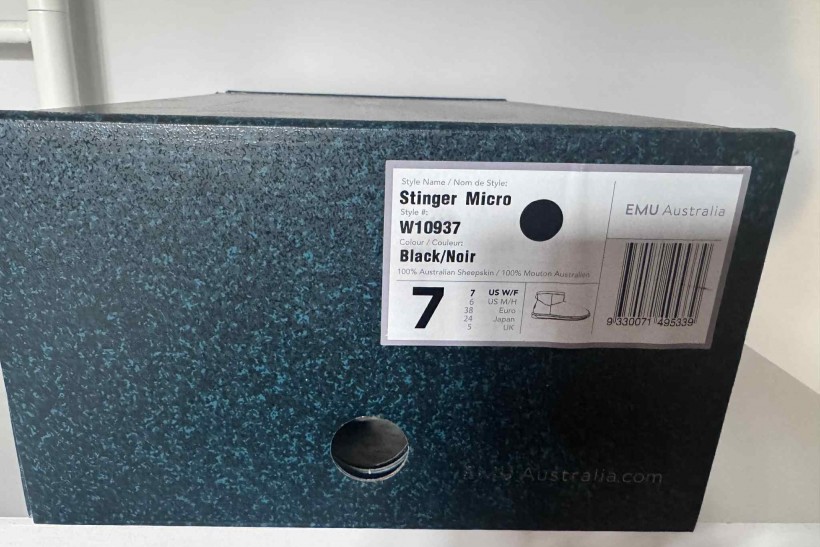 Style Name / Nom de Style:
Stinger Micro
Style #:
W10937
Colour / Couleur:
Black/Noir
100% Australian Sheepskin / 100% Mouton Australien
EMU Australia
7
7 US W/F
6 US M/H
38 Euro
24 Japan
5 UK
9 330071 495339
EMU Australia.com